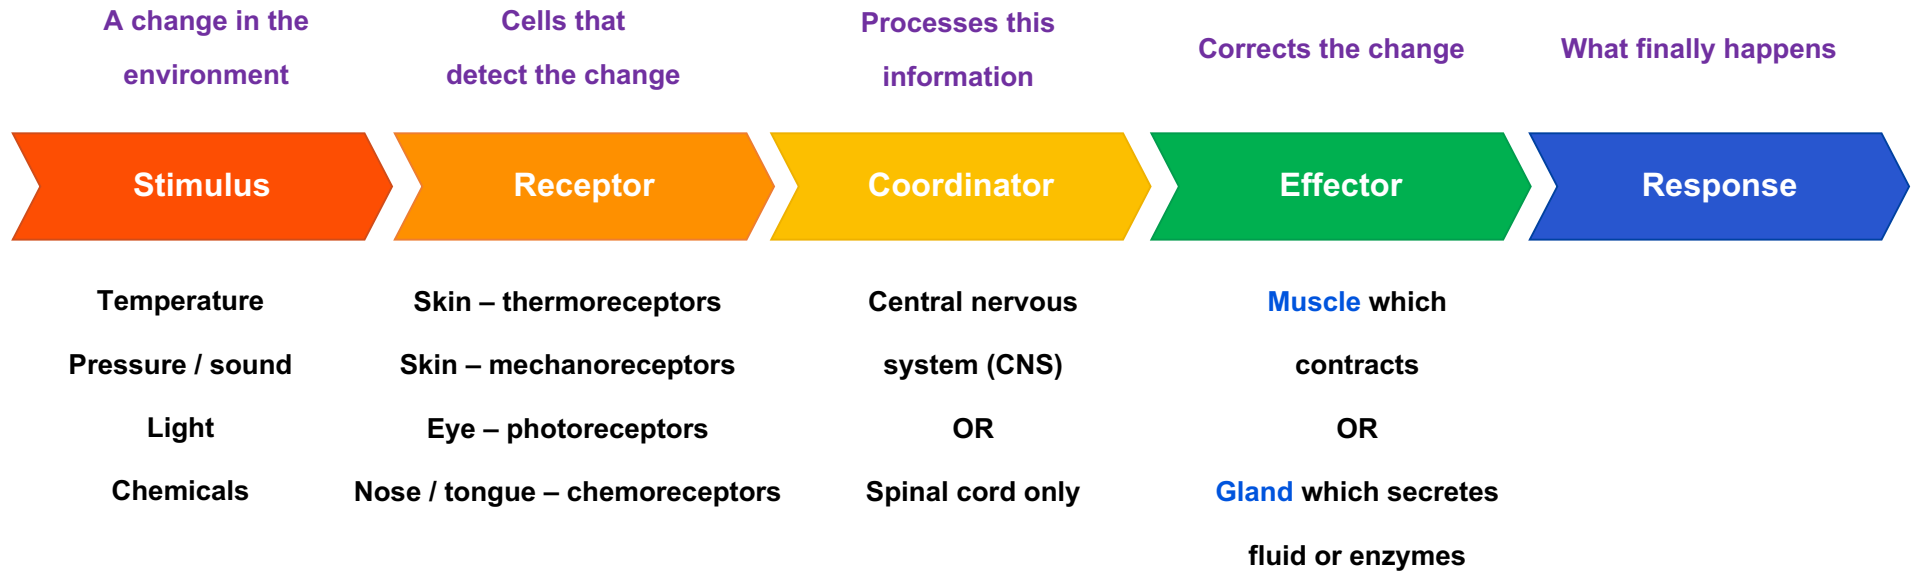 A change in the
environment
Cells that
detect the change
Processes this
information
Corrects the change
What finally happens
Stimulus
Receptor
Coordinator
Effector
Response
Temperature
Pressure / sound
Light
Chemicals
Skin – thermoreceptors
Skin – mechanoreceptors
Eye – photoreceptors
Nose / tongue – chemoreceptors
Central nervous
system (CNS)
OR
Spinal cord only
Muscle which
contracts
OR
Gland which secretes
fluid or enzymes